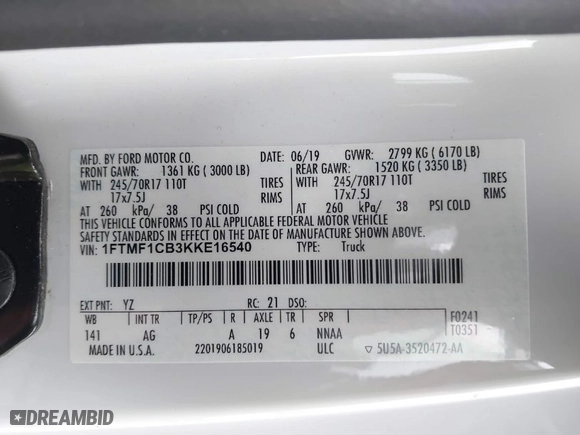 MFD. BY FORD MOTOR CO. DATE: 06/19 GVWR: 2799 KG ( 6170 LB)
FRONT GAWR: 1361 KG ( 3000 LB) REAR GAWR: 1520 KG ( 3350 LB)
WITH 245/70R17 110T TIRES WITH 245/70R17 110T TIRES
17x7.5J RIMS 17x7.5J RIMS
AT 260 kPa/ 38 PSI COLD AT 260 kPa/ 38 PSI COLD
THIS VEHICLE CONFORMS TO ALL APPLICABLE FEDERAL MOTOR VEHICLE
SAFETY STANDARDS IN EFFECT ON THE DATE OF MANUFACTURE SHOWN ABOVE.
VIN: 1FTMF1CB3KKE16540 TYPE: Truck
EXT PNT: YZ RC: 21 DSO:
WB INT TR TP/PS R AXLE TR SPR F0241
141 AG A 19 6 NNAA T0351
MADE IN U.S.A. 2201906185019 ULC ▽ 5U5A-3520472-AA
DREAMBID